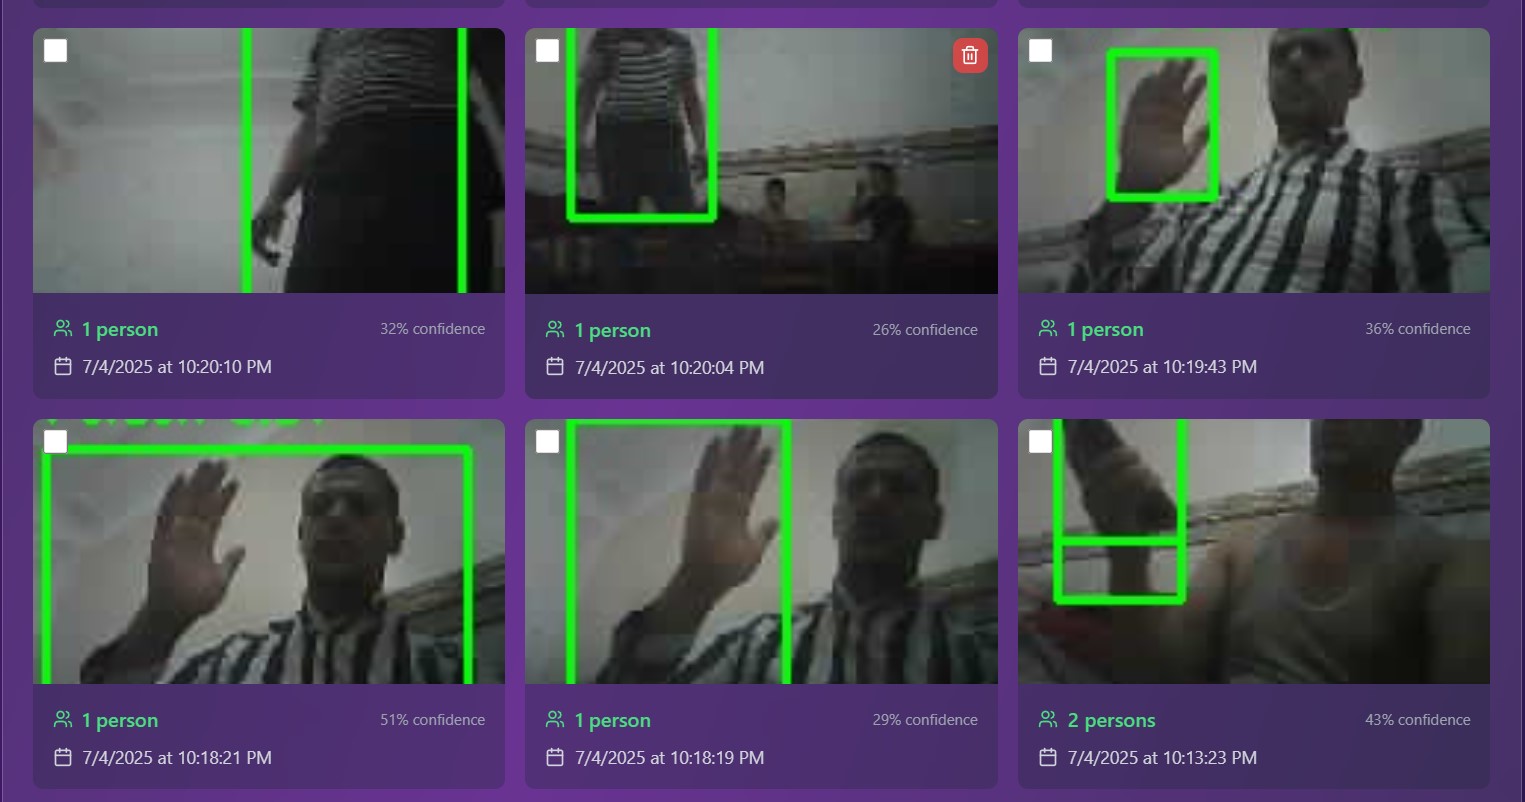 1 person 32% confidence
7/4/2025 at 10:20:10 PM
1 person 26% confidence
7/4/2025 at 10:20:04 PM
1 person 36% confidence
7/4/2025 at 10:19:43 PM
1 person 51% confidence
7/4/2025 at 10:18:21 PM
1 person 29% confidence
7/4/2025 at 10:18:19 PM
2 persons 43% confidence
7/4/2025 at 10:13:23 PM